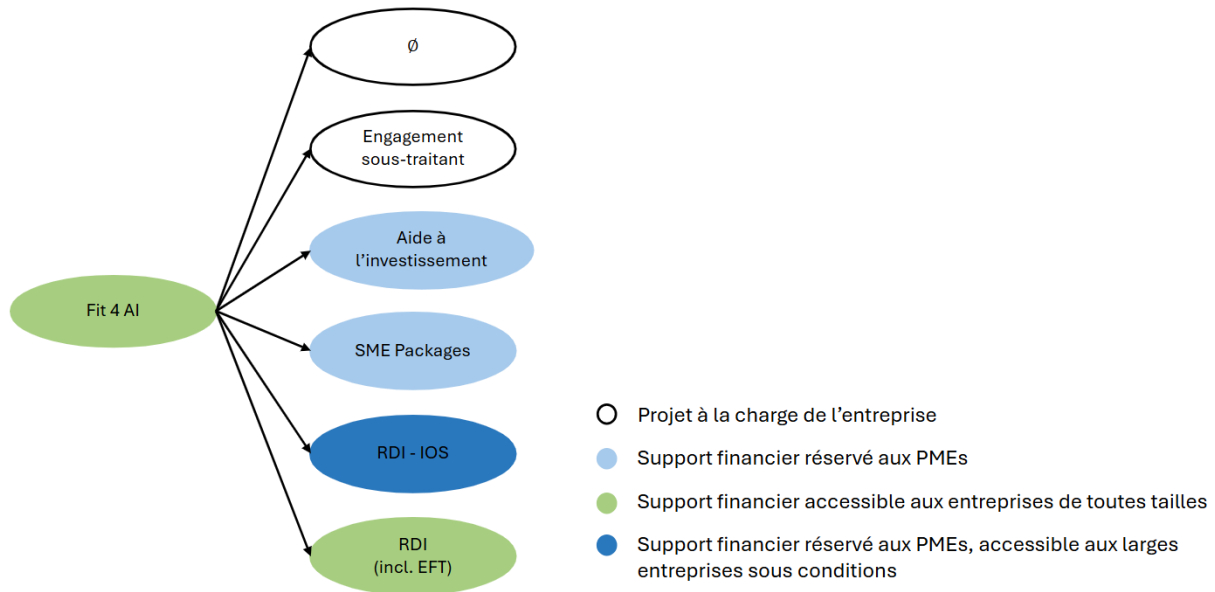 Ø
Engagement
sous-traitant
Aide à
l’investissement
Fit 4 AI
SME Packages
RDI - IOS
RDI
(incl. EFT)
Projet à la charge de l’entreprise
Support financier réservé aux PMEs
Support financier accessible aux entreprises de toutes tailles
Support financier réservé aux PMEs, accessible aux larges
entreprises sous conditions